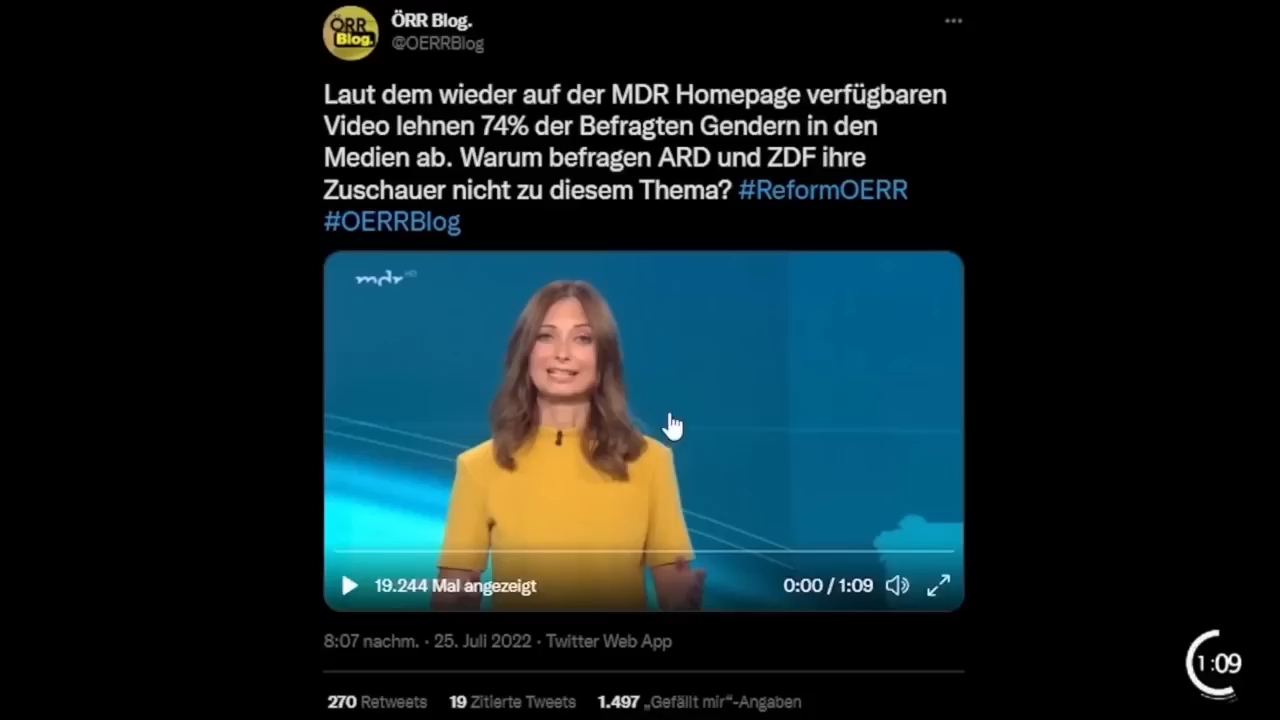 ÖRR Blog.
ÖRR
Blog.
@OERRBlog
Laut dem wieder auf der MDR Homepage verfügbaren
Video lehnen 74% der Befragten Gendern in den
Medien ab. Warum befragen ARD und ZDF ihre
Zuschauer nicht zu diesem Thema? #ReformOERR
#OERRBlog
mdr HD
19.244 Mal angezeigt
0:00 / 1:09
8:07 nachm. · 25. Juli 2022 · Twitter Web App
1:09
270 Retweets 19 Zitierte Tweets 1.497 „Gefällt mir“-Angaben